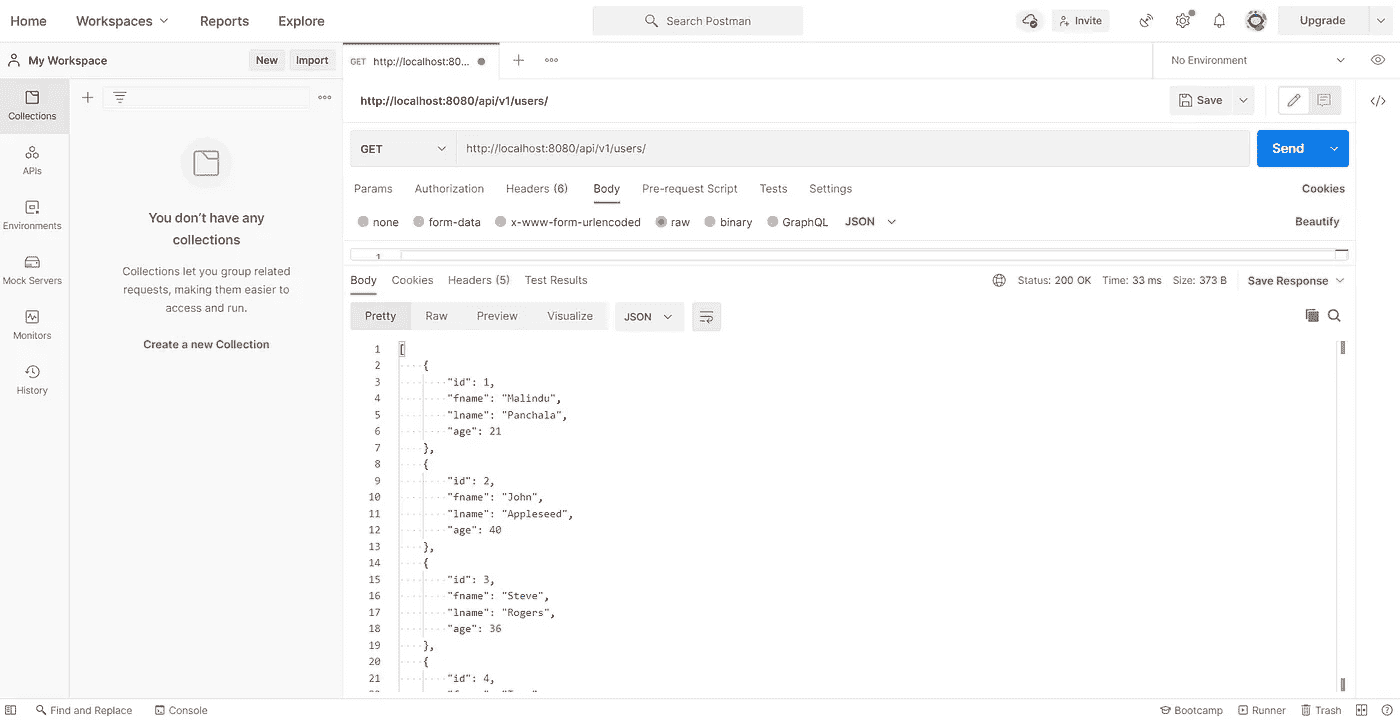 Home Workspaces Reports Explore Search Postman Invite Upgrade
My Workspace New Import GET http://localhost:80... No Environment
Collections
APIs
Environments
Mock Servers
Monitors
History
You don't have any
collections
Collections let you group related
requests, making them easier to
access and run.
Create a new Collection
http://localhost:8080/api/v1/users/ Save
GET http://localhost:8080/api/v1/users/ Send
Params Authorization Headers (6) Body Pre-request Script Tests Settings Cookies
none form-data x-www-form-urlencoded raw binary GraphQL JSON Beautify
1
Body Cookies Headers (5) Test Results Status: 200 OK Time: 33 ms Size: 373 B Save Response
Pretty Raw Preview Visualize JSON
1 [
2 {
3 "id": 1,
4 "fname": "Malindu",
5 "lname": "Panchala",
6 "age": 21
7 },
8 {
9 "id": 2,
10 "fname": "John",
11 "lname": "Appleseed",
12 "age": 40
13 },
14 {
15 "id": 3,
16 "fname": "Steve",
17 "lname": "Rogers",
18 "age": 36
19 },
20 {
21 "id": 4,
Find and Replace Console Bootcamp Runner Trash